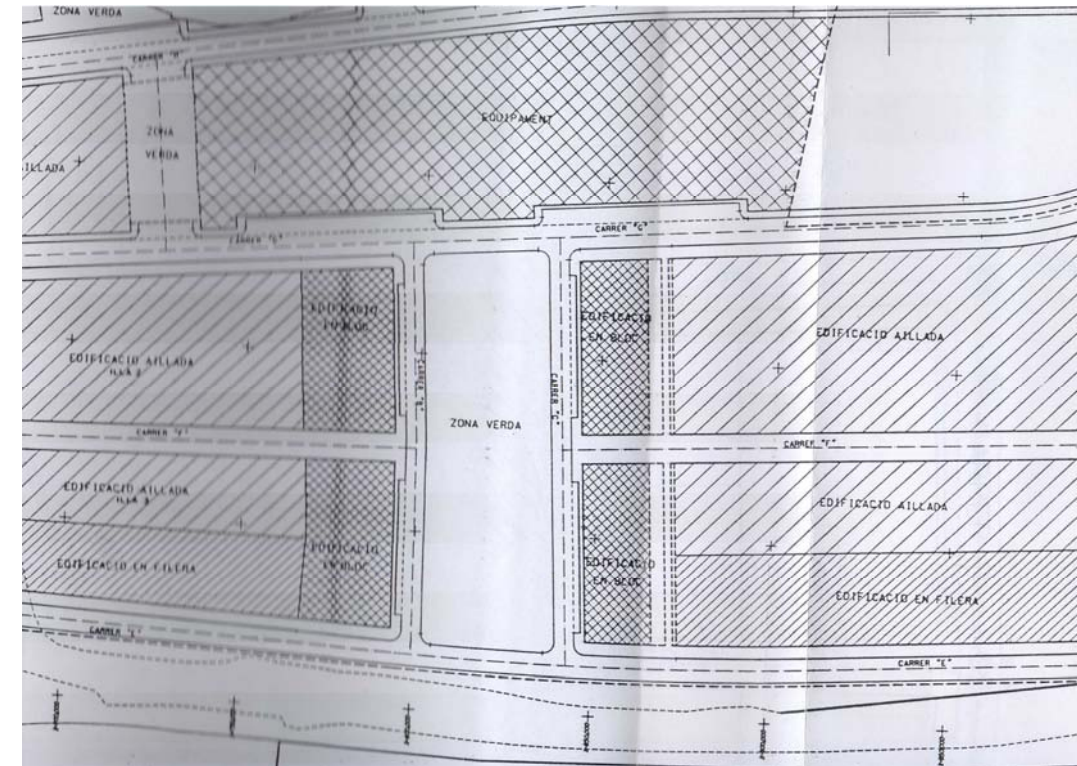 ZONA VERDA
CARRER "H"
ZONA
VERDA
EQUIPAMENT
AILLADA
CARRER "G"
CARRER "G"
EDIFICACIO
EN BLOC
EDIFICACIO
EN BLOC
EDIFICACIO AILLADA
EDIFICACIO AILLADA
ILLA 2
CARRER "B"
CARRER "C"
ZONA VERDA
CARRER "F"
CARRER "F"
EDIFICACIO AILLADA
ILLA 3
EDIFICACIO AILLADA
EDIFICACIO
EN BLOC
EDIFICACIO
EN BLOC
EDIFICACIO EN FILERA
EDIFICACIO EN FILERA
CARRER "E"
CARRER "E"